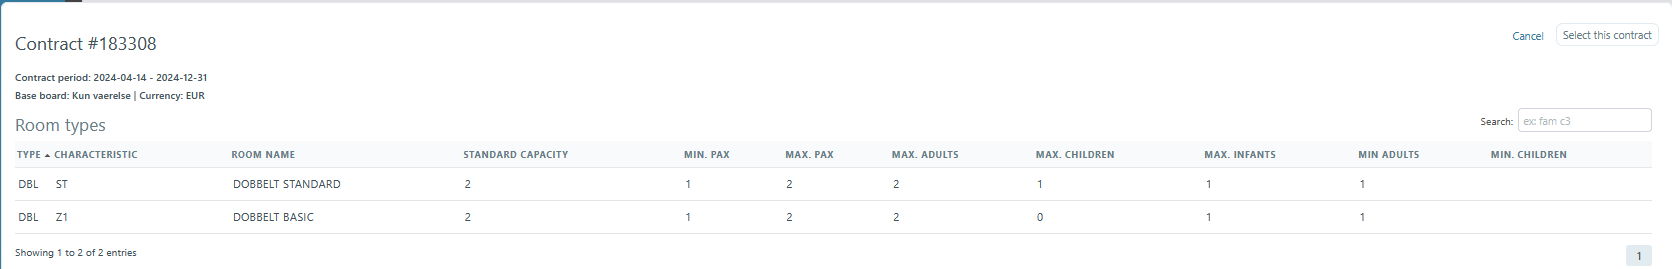 Contract #183308
Cancel Select this contract
Contract period: 2024-04-14 - 2024-12-31
Base board: Kun vaerelse | Currency: EUR
Room types
Search: ex: fam c3
TYPE CHARACTERISTIC ROOM NAME STANDARD CAPACITY MIN. PAX MAX. PAX MAX. ADULTS MAX. CHILDREN MAX. INFANTS MIN ADULTS MIN. CHILDREN
DBL ST DOBBELT STANDARD 2 1 2 2 1 1 1
DBL Z1 DOBBELT BASIC 2 1 2 2 0 1 1
Showing 1 to 2 of 2 entries
1